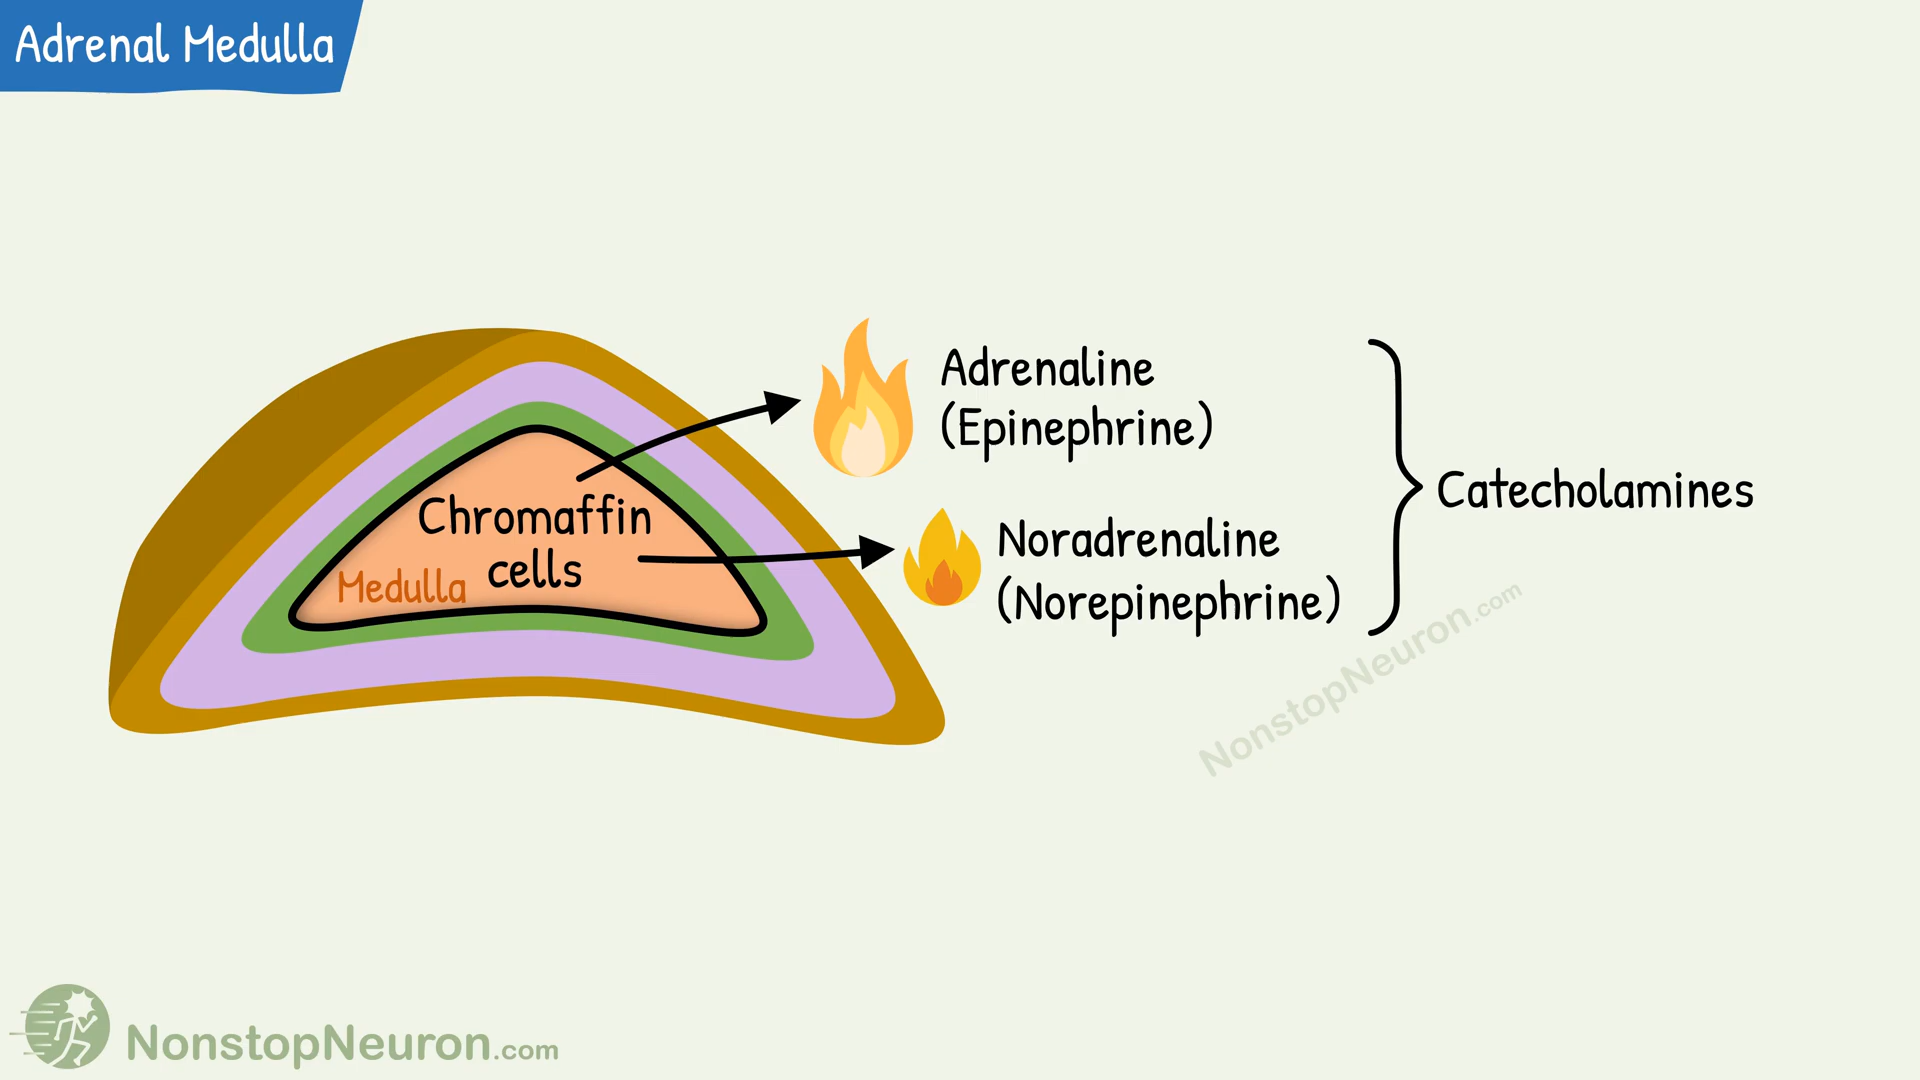 Adrenal Medulla
Adrenaline
(Epinephrine)
Chromaffin
cells
Medulla
Noradrenaline
(Norepinephrine)
Catecholamines
NonstopNeuron.com
NonstopNeuron.com